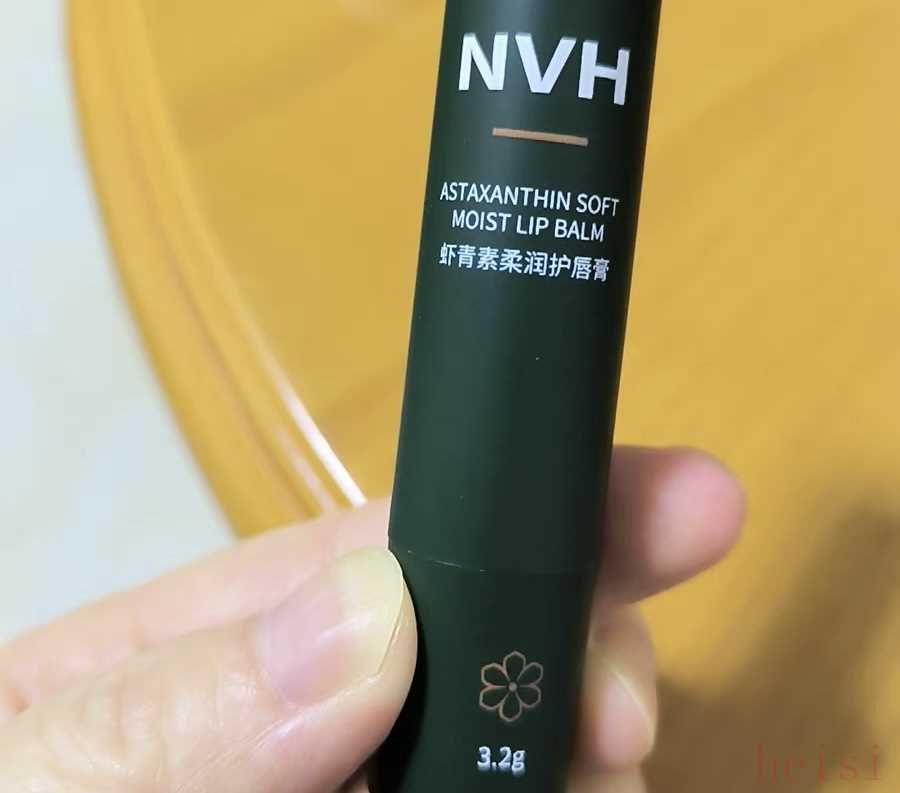 NVH
ASTAXANTHIN SOFT
MOIST LIP BALM
虾青素柔润护唇膏
3.2g
heisi